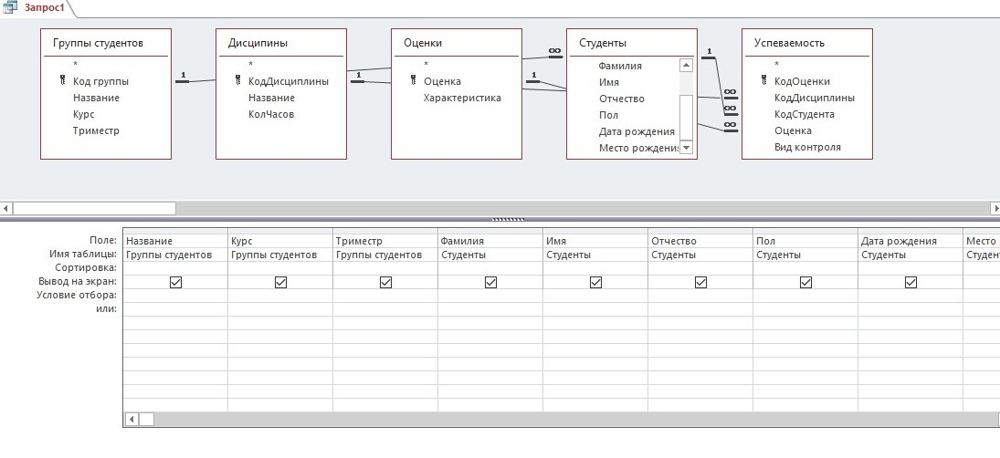 Запрос1
Группы студентов
*
Код группы
Название
Курс
Триместр
1
Дисциплины
*
КодДисциплины
Название
КолЧасов
1
Оценки
*
Оценка
Характеристика
1
∞
Студенты
Фамилия
Имя
Отчество
Пол
Дата рождения
Место рождения
1
∞
∞
∞
Успеваемость
*
КодОценки
КодДисциплины
КодСтудента
Оценка
Вид контроля
Поле: Название Курс Триместр Фамилия Имя Отчество Пол Дата рождения Место
Имя таблицы: Группы студентов Группы студентов Группы студентов Студенты Студенты Студенты Студенты Студенты Студен
Сортировка:
Вывод на экран:
Условие отбора:
или: